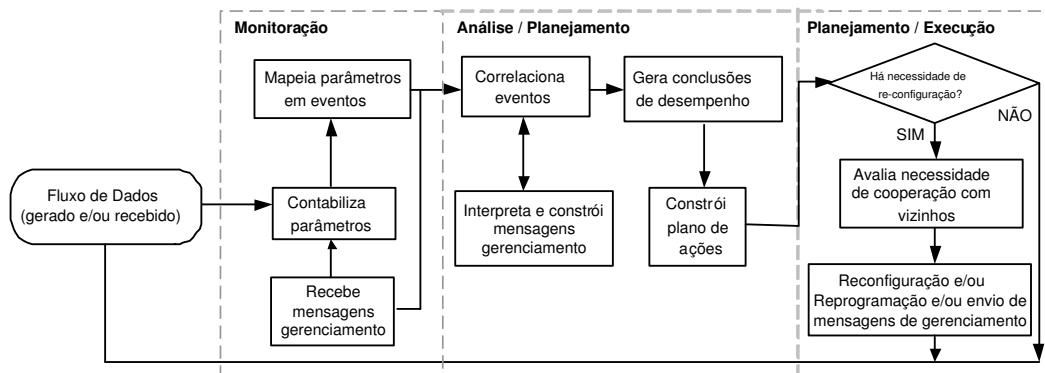 Monitoração
Análise / Planejamento
Planejamento / Execução
Mapeia parâmetros
em eventos
Correlaciona
eventos
Gera conclusões
de desempenho
Há necessidade de
re-configuração?
NÃO
SIM
Fluxo de Dados
(gerado e/ou recebido)
Contabiliza
parâmetros
Interpreta e constrói
mensagens
gerenciamento
Constrói
plano de
ações
Avalia necessidade
de cooperação com
vizinhos
Recebe
mensagens
gerenciamento
Reconfiguração e/ou
Reprogramação e/ou envio de
mensagens de gerenciamento